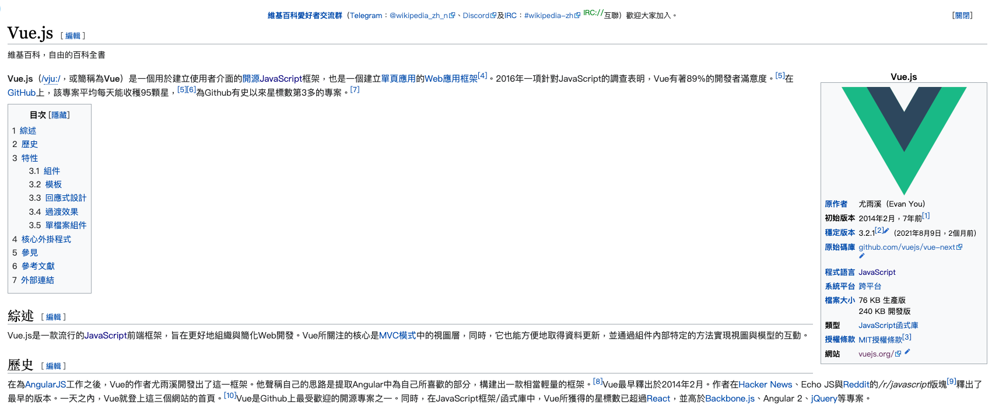 維基百科愛好者交流群（Telegram：@wikipedia_zh_n、Discord及IRC：#wikipedia-zh IRC://互聯）歡迎大家加入。
[關閉]
Vue.js [ 編輯 ]
維基百科，自由的百科全書
Vue.js（/vjuː/，或簡稱為Vue）是一個用於建立使用者介面的開源JavaScript框架，也是一個建立單頁應用的Web應用框架[4]。2016年一項針對JavaScript的調查表明，Vue有著89%的開發者滿意度。[5]在
GitHub上，該專案平均每天能收穫95顆星，[5][6]為Github有史以來星標數第3多的專案。[7]
目次 [隱藏]
1 綜述
2 歷史
3 特性
3.1 組件
3.2 模板
3.3 回應式設計
3.4 過渡效果
3.5 單檔案組件
4 核心外掛程式
5 參見
6 參考文獻
7 外部連結
Vue.js
原作者 尤雨溪（Evan You）
初始版本 2014年2月，7年前[1]
穩定版本 3.2.1[2]（2021年8月9日，2個月前）
原始碼庫 github.com/vuejs/vue-next
程式語言 JavaScript
系統平台 跨平台
檔案大小 76 KB 生產版
240 KB 開發版
類型 JavaScript函式庫
授權條款 MIT授權條款[3]
網站 vuejs.org/
綜述 [ 編輯 ]
Vue.js是一款流行的JavaScript前端框架，旨在更好地組織與簡化Web開發。Vue所關注的核心是MVC模式中的視圖層，同時，它也能方便地取得資料更新，並通過組件內部特定的方法實現視圖與模型的互動。
歷史 [ 編輯 ]
在為AngularJS工作之後，Vue的作者尤雨溪開發出了這一框架。他聲稱自己的思路是提取Angular中為自己所喜歡的部分，構建出一款相當輕量的框架。[8]Vue最早釋出於2014年2月。作者在Hacker News、Echo JS與Reddit的/r/javascript版塊[9]釋出了
最早的版本。一天之內，Vue就登上這三個網站的首頁。[10]Vue是Github上最受歡迎的開源專案之一。同時，在JavaScript框架/函式庫中，Vue所獲得的星標數已超過React，並高於Backbone.js、Angular 2、jQuery等專案。